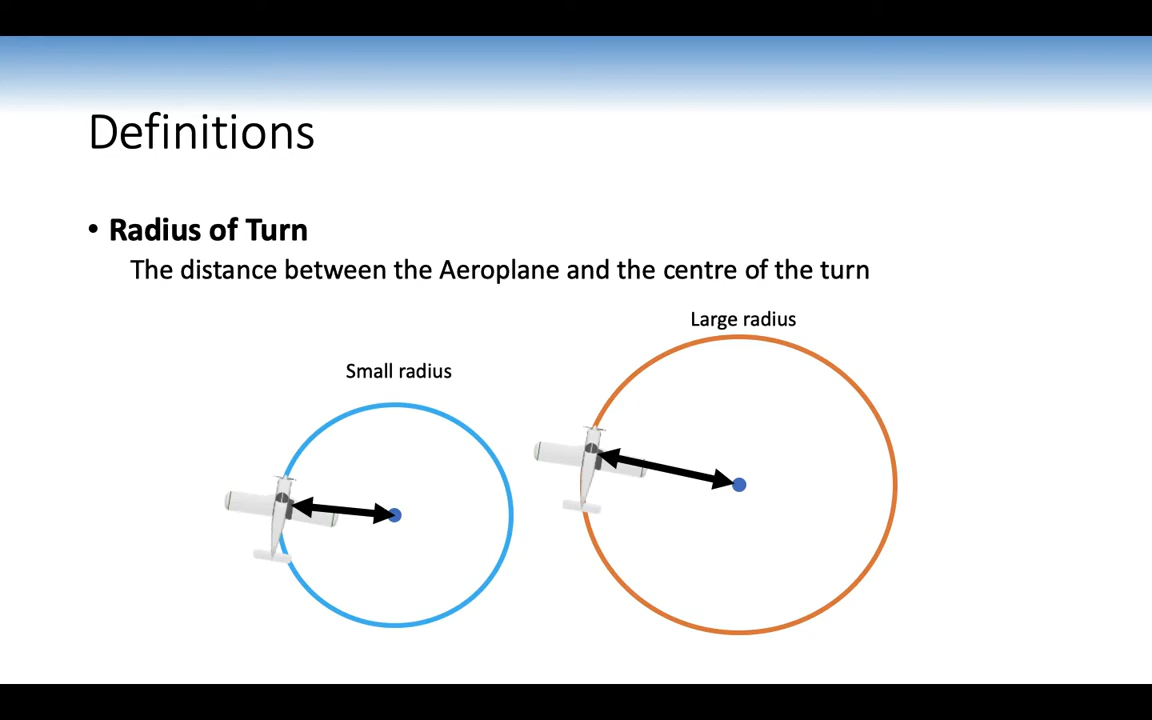 Definitions
• Radius of Turn
The distance between the Aeroplane and the centre of the turn
Large radius
Small radius